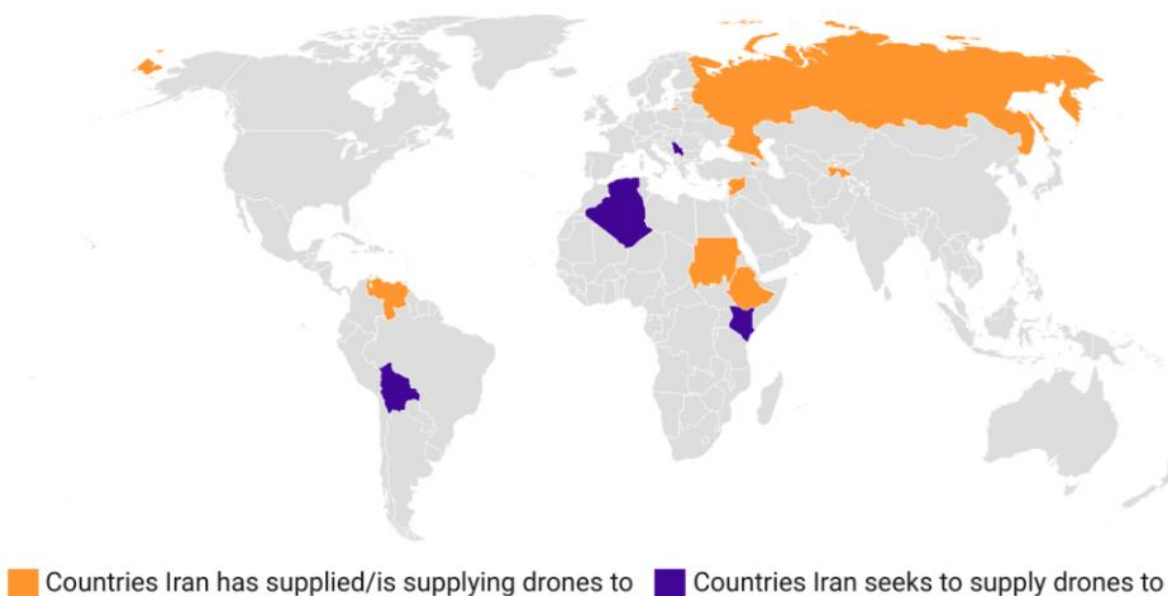 Countries Iran has supplied/is supplying drones to
Countries Iran seeks to supply drones to